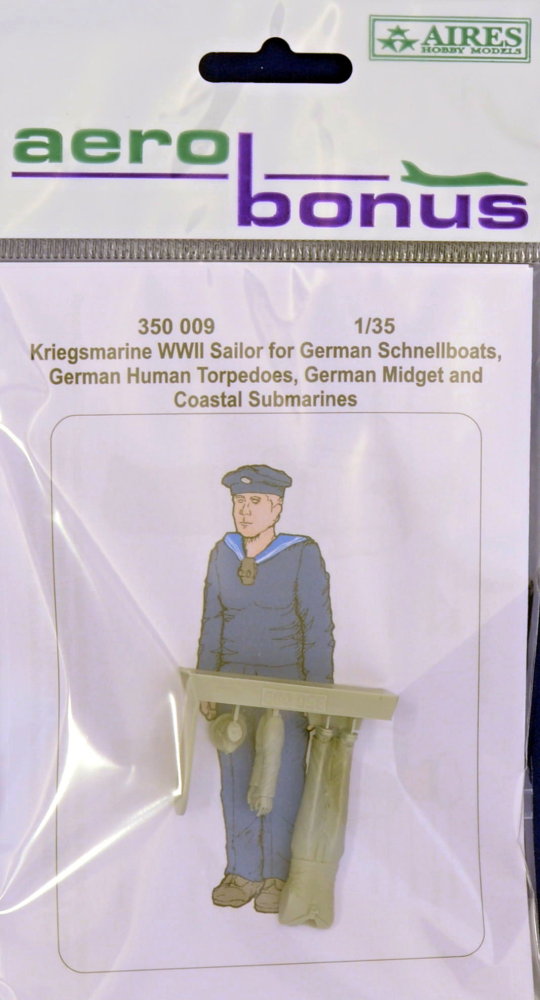 AIRES
HOBBY MODELS
aero
bonus
350 009 1/35
Kriegsmarine WWII Sailor for German Schnellboats,
German Human Torpedoes, German Midget and
Coastal Submarines